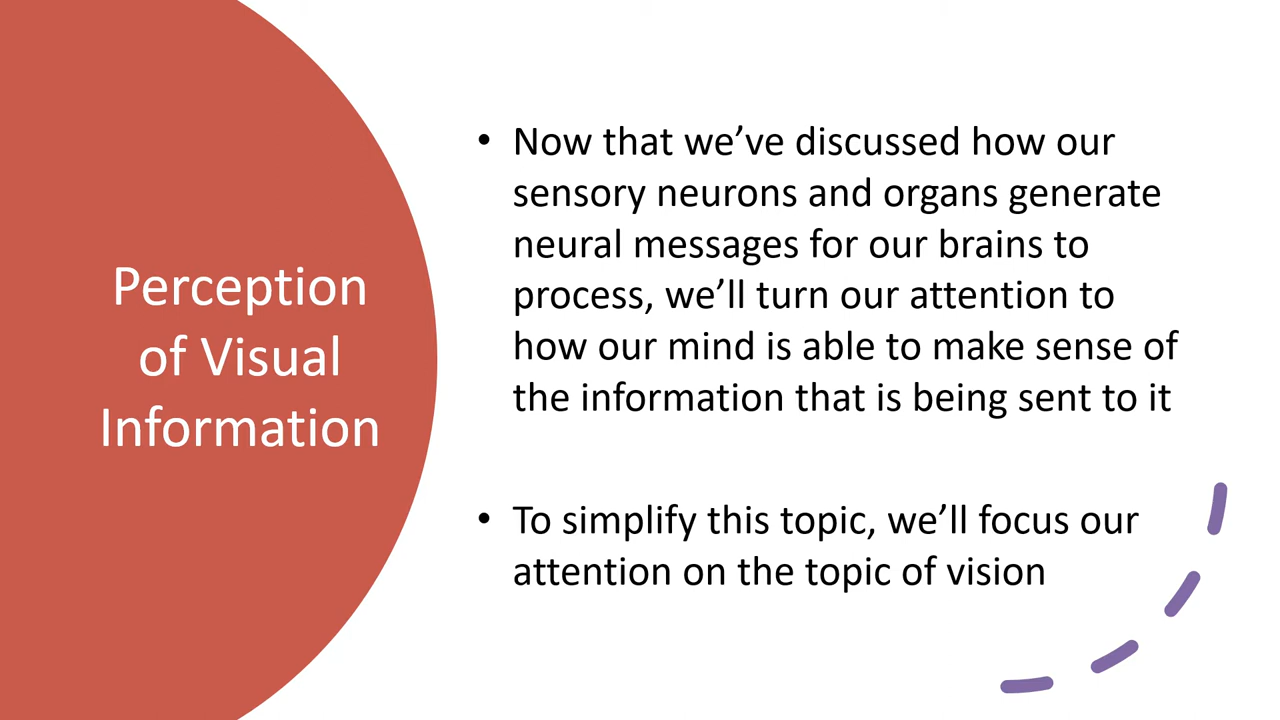 Perception
of Visual
Information
• Now that we’ve discussed how our
sensory neurons and organs generate
neural messages for our brains to
process, we’ll turn our attention to
how our mind is able to make sense of
the information that is being sent to it
• To simplify this topic, we’ll focus our
attention on the topic of vision